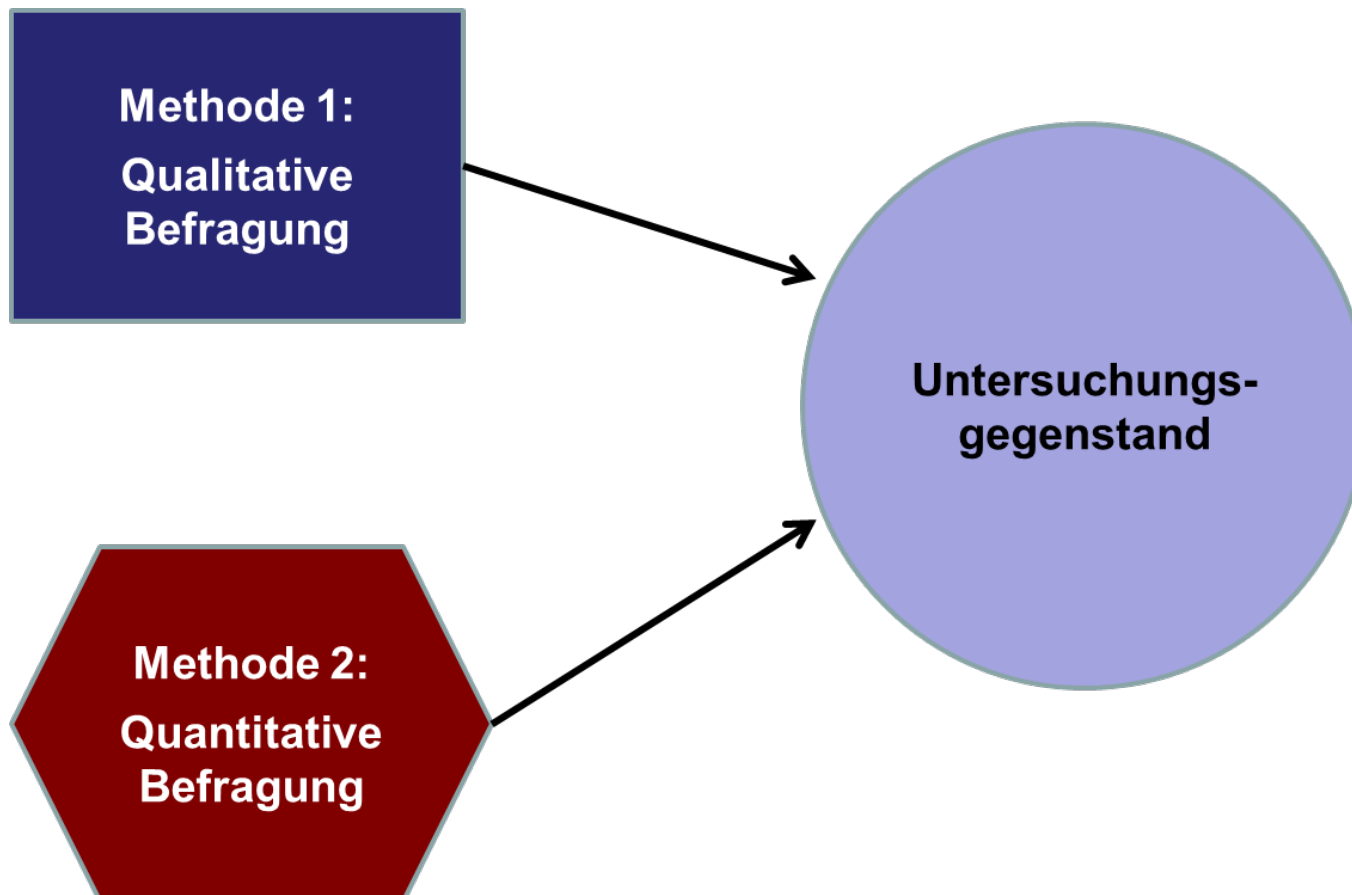 Methode 1:
Qualitative
Befragung
Untersuchungs-
gegenstand
Methode 2:
Quantitative
Befragung